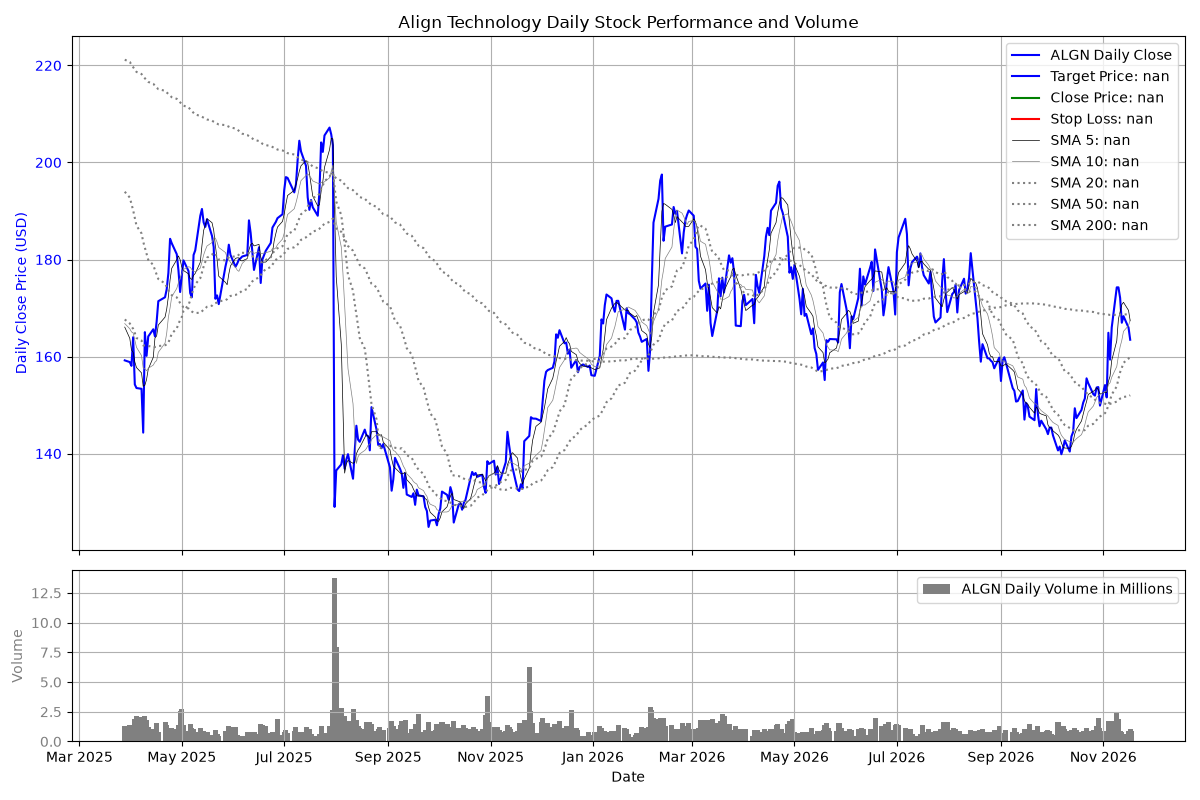 Align Technology Daily Stock Performance and Volume
Daily Close Price (USD)
220
200
180
160
140
ALGN Daily Close
Target Price: nan
Close Price: nan
Stop Loss: nan
SMA 5: nan
SMA 10: nan
SMA 20: nan
SMA 50: nan
SMA 200: nan
Volume
12.5
10.0
7.5
5.0
2.5
0.0
ALGN Daily Volume in Millions
Mar 2025 May 2025 Jul 2025 Sep 2025 Nov 2025 Jan 2026 Mar 2026 May 2026 Jul 2026 Sep 2026 Nov 2026
Date